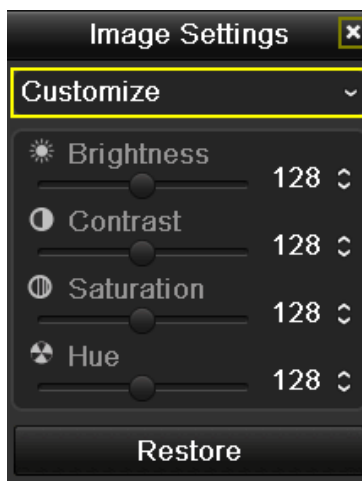 Image Settings
Customize
Brightness
128
Contrast
128
Saturation
128
Hue
128
Restore